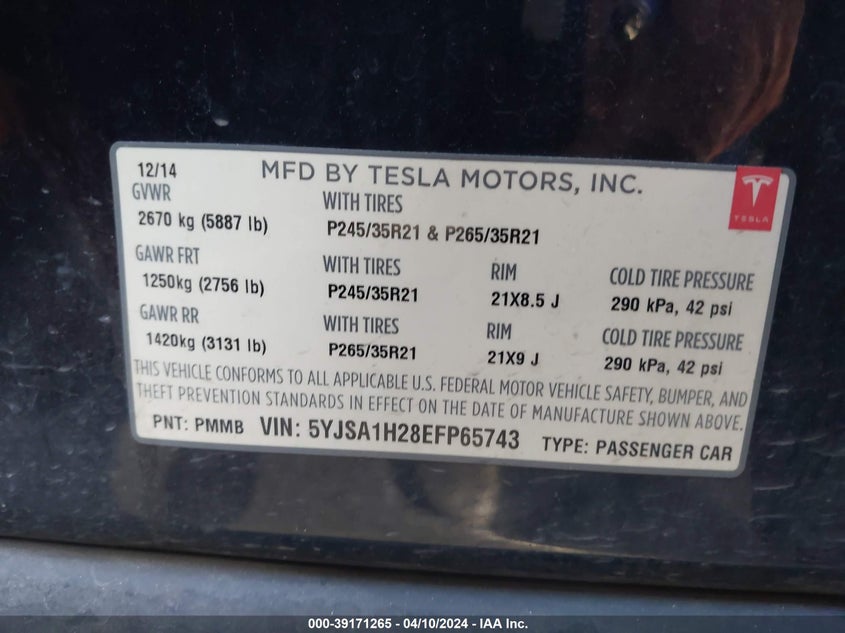 12/14 MFD BY TESLA MOTORS, INC.
TESLA
GVWR WITH TIRES
2670 kg (5887 lb) P245/35R21 & P265/35R21
GAWR FRT WITH TIRES RIM COLD TIRE PRESSURE
1250kg (2756 lb) P245/35R21 21X8.5 J 290 kPa, 42 psi
GAWR RR WITH TIRES RIM COLD TIRE PRESSURE
1420kg (3131 lb) P265/35R21 21X9 J 290 kPa, 42 psi
THIS VEHICLE CONFORMS TO ALL APPLICABLE U.S. FEDERAL MOTOR VEHICLE SAFETY, BUMPER, AND
THEFT PREVENTION STANDARDS IN EFFECT ON THE DATE OF MANUFACTURE SHOWN ABOVE.
PNT: PMMB VIN: 5YJSA1H28EFP65743 TYPE: PASSENGER CAR
000-39171265 - 04/10/2024 - IAA Inc.